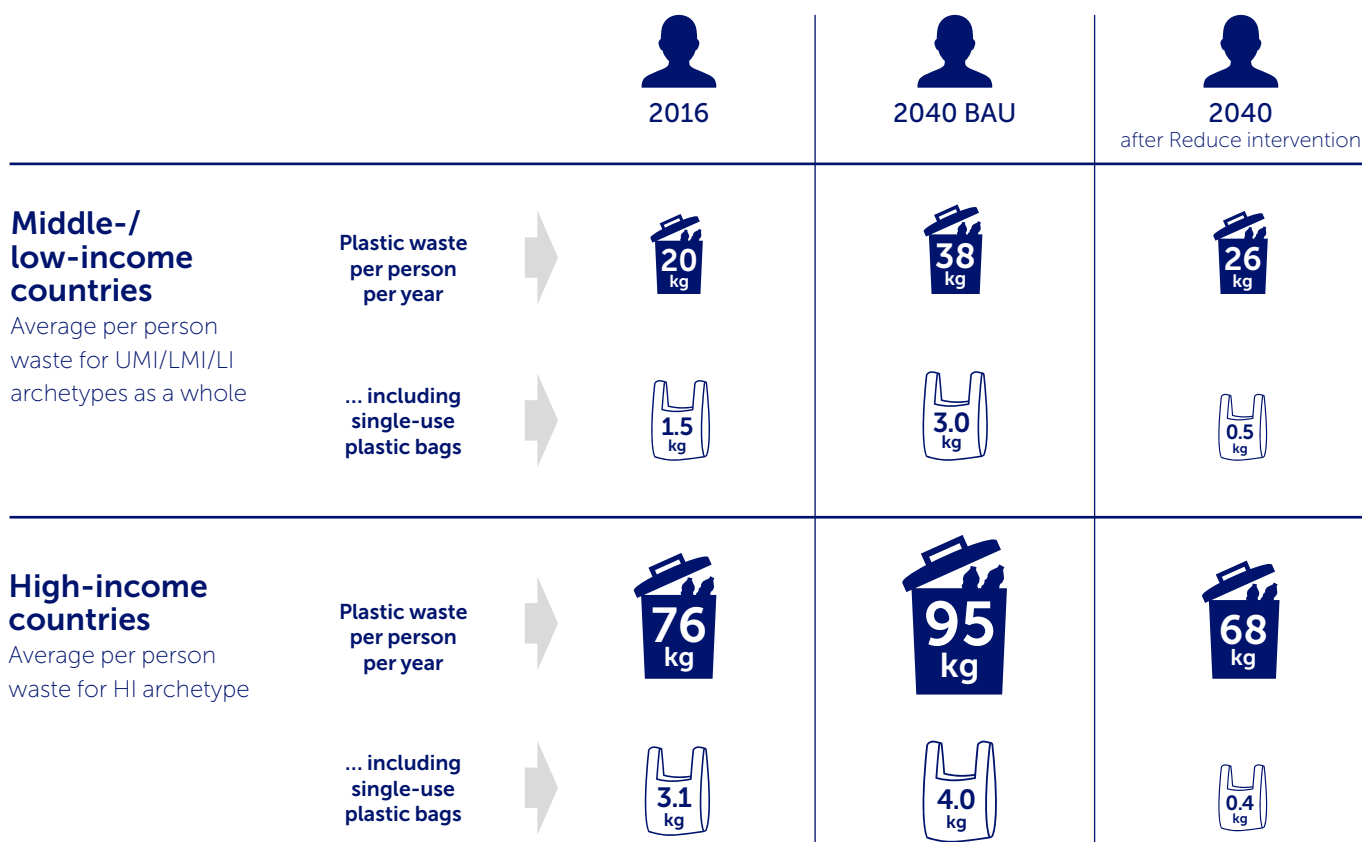 2016
2040 BAU
2040
after Reduce intervention
Middle-/
low-income
countries
Average per person
waste for UMI/LMI/LI
archetypes as a whole
Plastic waste
per person
per year
20
kg
38
kg
26
kg
... including
single-use
plastic bags
1.5
kg
3.0
kg
0.5
kg
High-income
countries
Average per person
waste for HI archetype
Plastic waste
per person
per year
76
kg
95
kg
68
kg
... including
single-use
plastic bags
3.1
kg
4.0
kg
0.4
kg